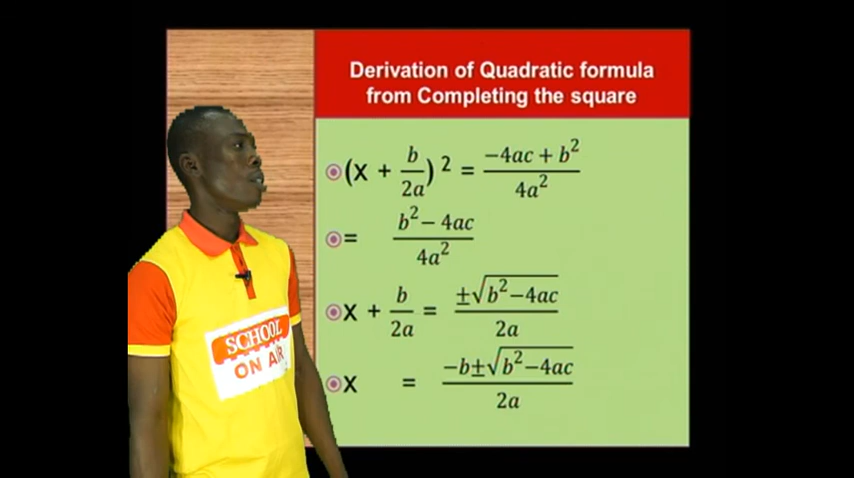 Derivation of Quadratic formula
from Completing the square
(x + b/2a)² = (−4ac + b²)/4a²
= (b² − 4ac)/4a²
x + b/2a = ±√(b²−4ac)/2a
x = (−b±√(b²−4ac))/2a
SCHOOL
ON AIR